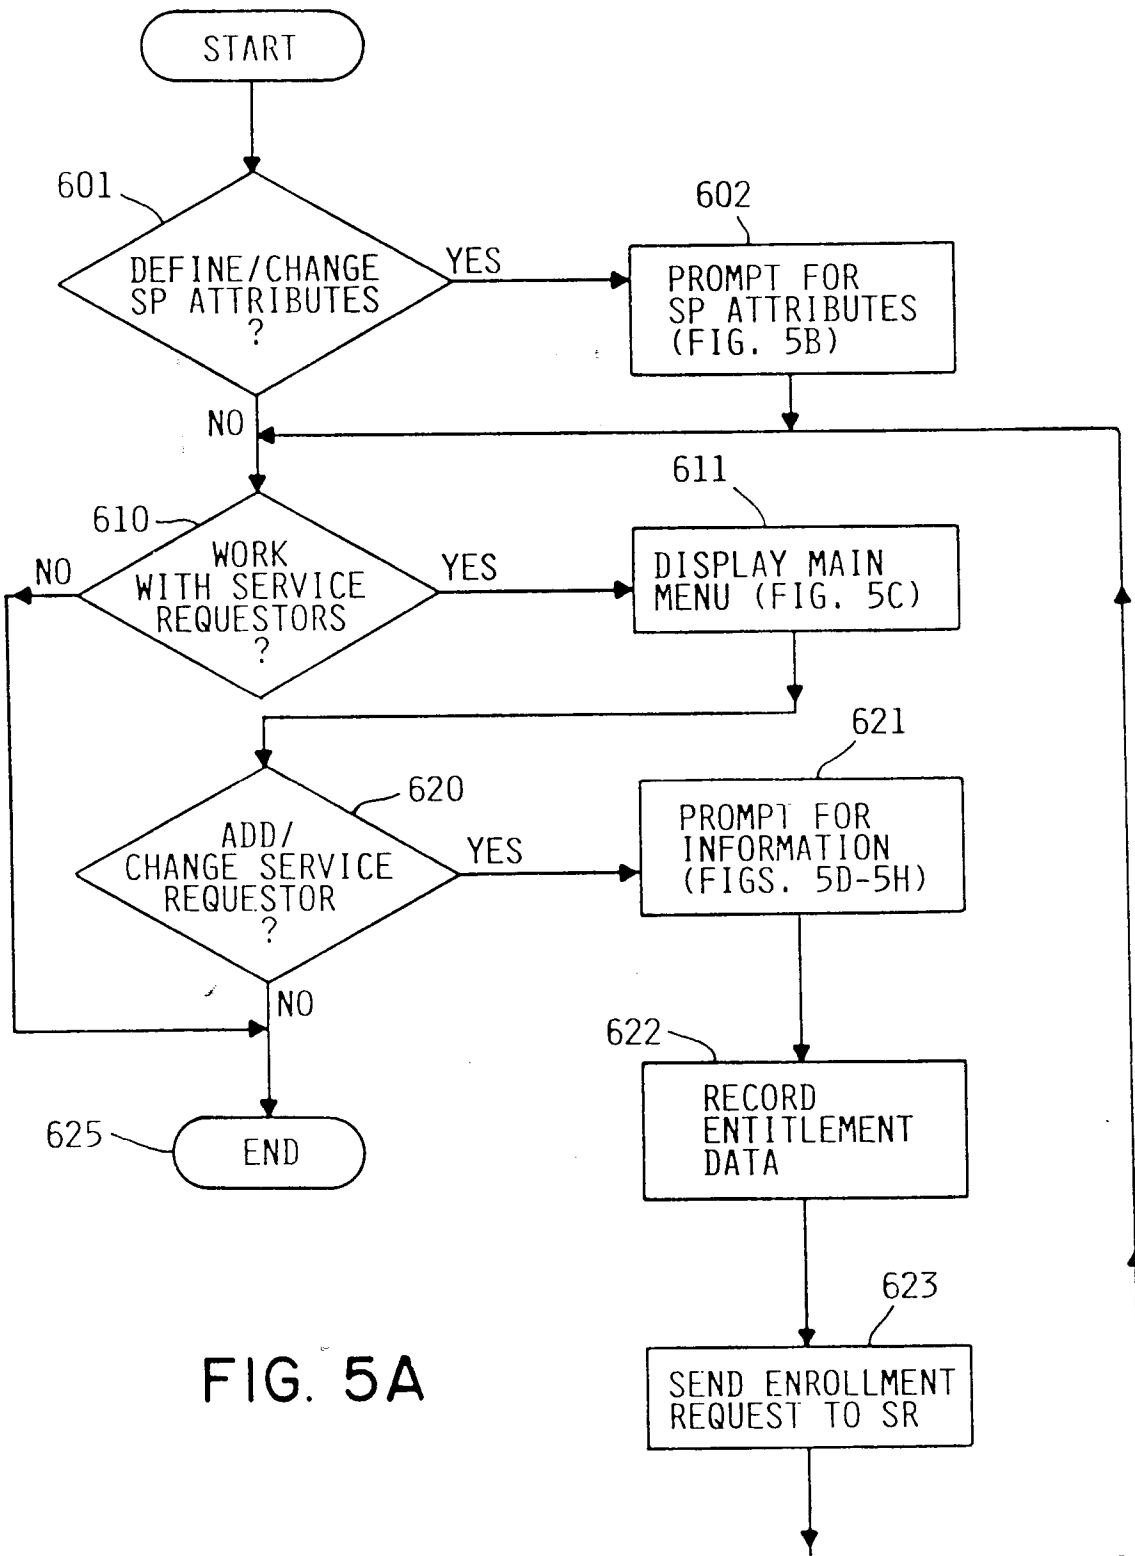 START
601
DEFINE/CHANGE
SP ATTRIBUTES
?
YES
602
PROMPT FOR
SP ATTRIBUTES
(FIG. 5B)
NO
610
WORK
WITH SERVICE
REQUESTORS
?
NO
YES
611
DISPLAY MAIN
MENU (FIG. 5C)
620
ADD/
CHANGE SERVICE
REQUESTOR
?
YES
621
PROMPT FOR
INFORMATION
(FIGS. 5D-5H)
NO
622
RECORD
ENTITLEMENT
DATA
625
END
623
SEND ENROLLMENT
REQUEST TO SR
FIG. 5A